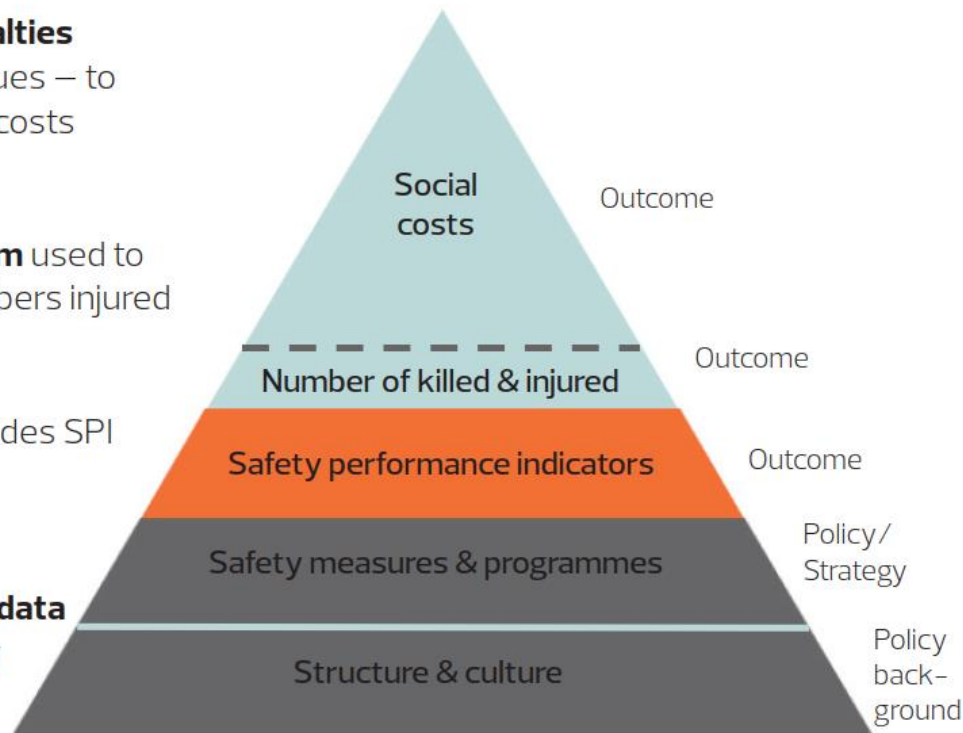 alties
ues – to
costs
Social
costs
Outcome
m used to
bers injured
Outcome
Number of killed & injured
des SPI
Safety performance indicators
Outcome
Safety measures & programmes
Policy/
Strategy
data
Structure & culture
Policy
back-
ground